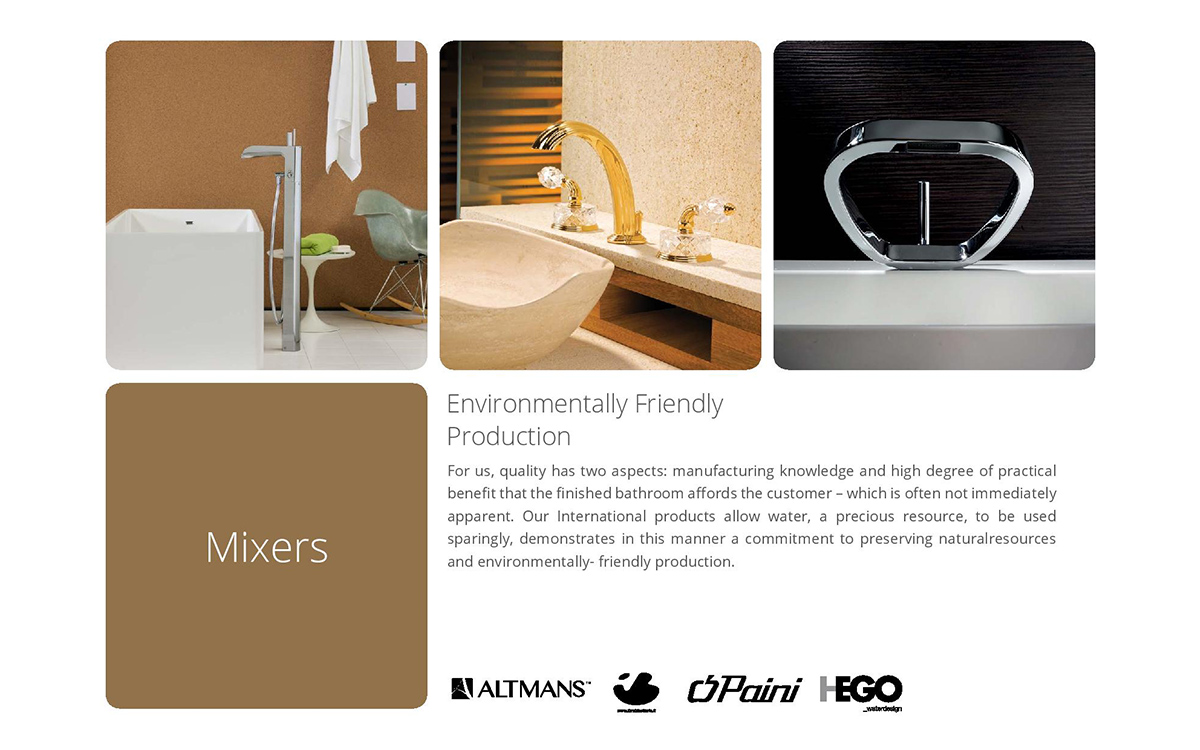 Environmentally Friendly
Production
For us, quality has two aspects: manufacturing knowledge and high degree of practical
benefit that the finished bathroom affords the customer – which is often not immediately
apparent. Our International products allow water, a precious resource, to be used
sparingly, demonstrates in this manner a commitment to preserving naturalresources
and environmentally- friendly production.
Mixers
ALTMANS™
Paini
HEGO
_waterdesign